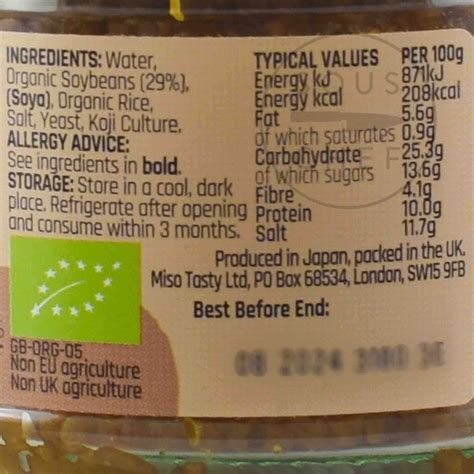 INGREDIENTS: Water,
Organic Soybeans (29%),
(Soya), Organic Rice,
Salt, Yeast, Koji Culture.
ALLERGY ADVICE:
See ingredients in bold.
STORAGE: Store in a cool, dark
place. Refrigerate after opening
and consume within 3 months.
TYPICAL VALUES PER 100g
Energy kJ 871kJ
Energy kcal 208kcal
Fat 5.6g
of which saturates 0.9g
Carbohydrate 25.3g
of which sugars 13.6g
Fibre 4.1g
Protein 10.0g
Salt 11.7g
Produced in Japan, packed in the UK.
Miso Tasty Ltd, PO Box 68534, London, SW15 9FB
Best Before End:
08 2024
GB-ORG-05
Non EU agriculture
Non UK agriculture